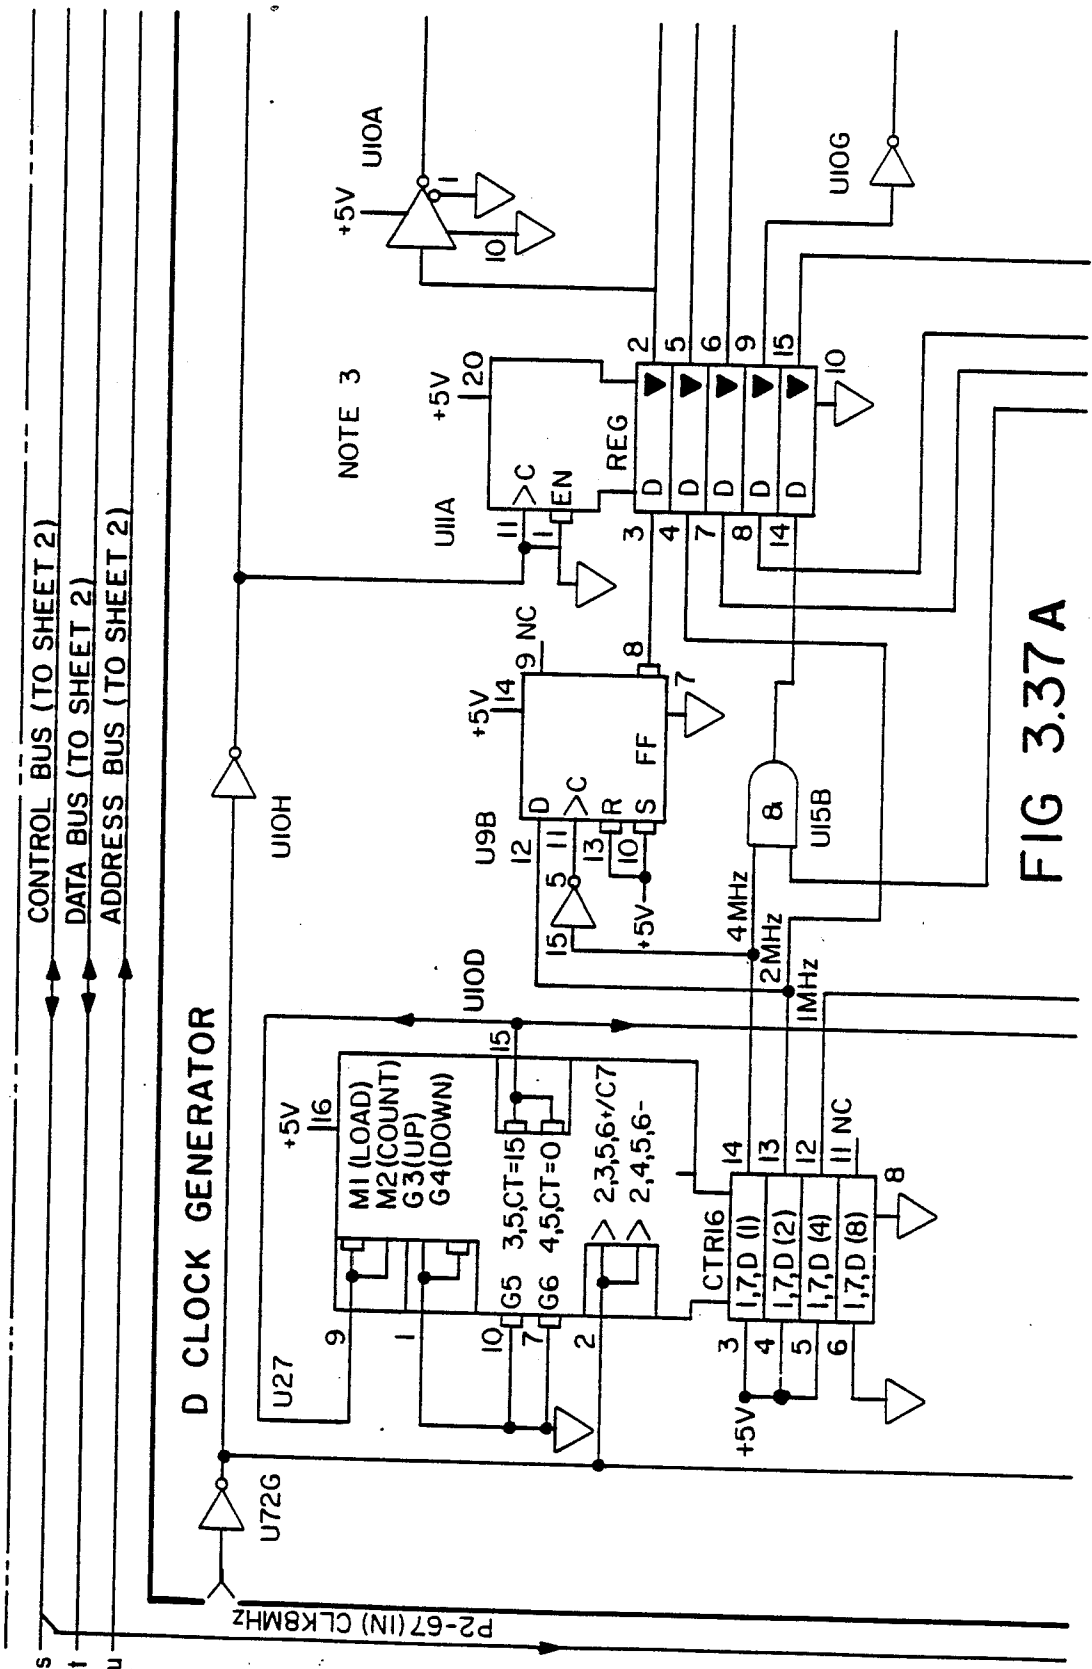 s
t
u
CONTROL BUS (TO SHEET 2)
DATA BUS (TO SHEET 2)
ADDRESS BUS (TO SHEET 2)
D CLOCK GENERATOR
P2-67 (IN) CLK8MHz
U72G
U10H
U27
+5V
16
9
M1 (LOAD)
M2 (COUNT)
1
G3 (UP)
G4 (DOWN)
10
G5
3,5,CT=15
15
7
G6
4,5,CT=0
2
2,3,5,6+/C7
2,4,5,6-
CTR16
3
1,7,D (1)
14
4
1,7,D (2)
13
5
1,7,D (4)
12
6
1,7,D (8)
11 NC
8
+5V
4MHz
2MHz
1MHz
U10D
15
5
U9B
+5V
14
9 NC
12
D
11
C
13
R
10
S
FF
8
7
+5V
&
U15B
U11A
NOTE 3
+5V
20
11
C
1
EN
REG
3
D
2
4
D
5
7
D
6
8
D
9
14
D
15
10
+5V
U10A
1
10
U10G
FIG 3.37A